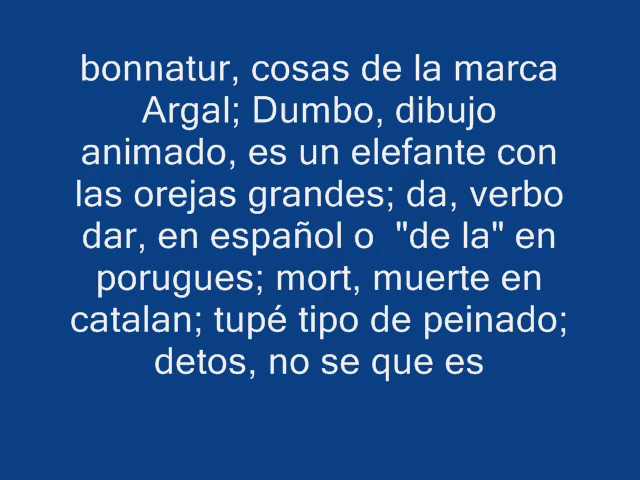 bonnatur, cosas de la marca
Argal; Dumbo, dibujo
animado, es un elefante con
las orejas grandes; da, verbo
dar, en español o  "de la" en
porugues; mort, muerte en
catalan; tupé tipo de peinado;
detos, no se que es